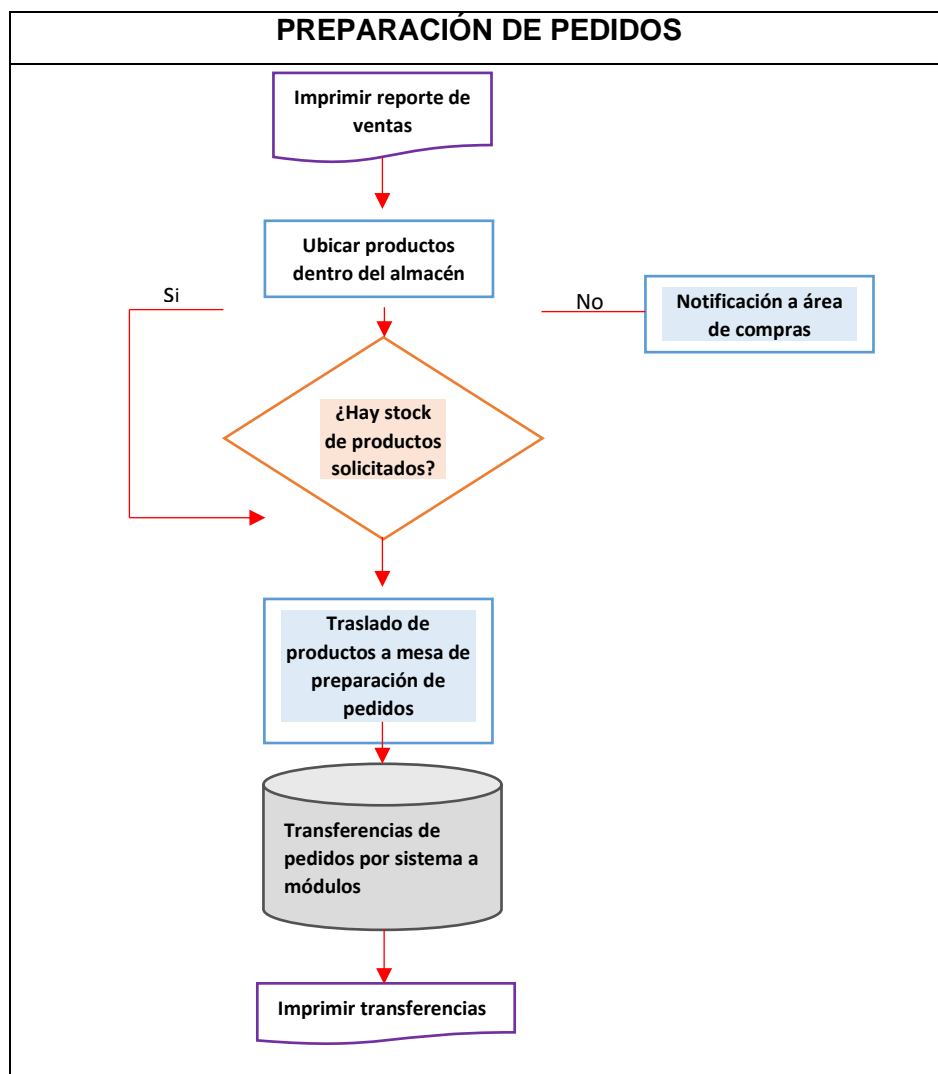 PREPARACIÓN DE PEDIDOS
Imprimir reporte de
ventas
Ubicar productos
dentro del almacén
Si
No
Notificación a área
de compras
¿Hay stock
de productos
solicitados?
Traslado de
productos a mesa de
preparación de
pedidos
Transferencias de
pedidos por sistema a
módulos
Imprimir transferencias